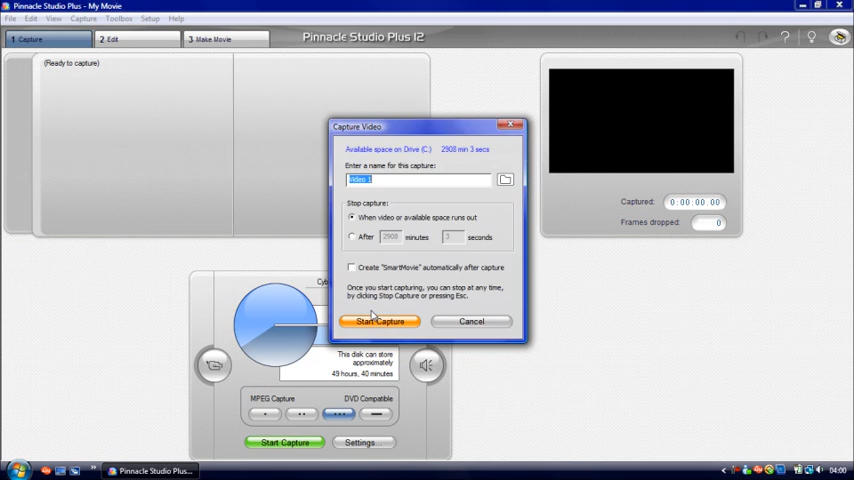 Pinnacle Studio Plus - My Movie
File Edit View Capture Toolbox Setup Help
1 Capture 2 Edit 3 Make Movie Pinnacle Studio Plus 12
(Ready to capture)
Capture Video
Available space on Drive (C:) 2908 min 3 secs
Enter a name for this capture:
Video 1
Stop capture:
When video or available space runs out
After 2908 minutes 3 seconds
Create "SmartMovie" automatically after capture
Once you start capturing, you can stop at any time,
by clicking Stop Capture or pressing Esc.
Start Capture Cancel
Captured: 0:00:00.00
Frames dropped: 0
This disk can store
approximately
49 hours, 40 minutes
MPEG Capture DVD Compatible
Start Capture Settings...
Pinnacle Studio Plus... 04:00